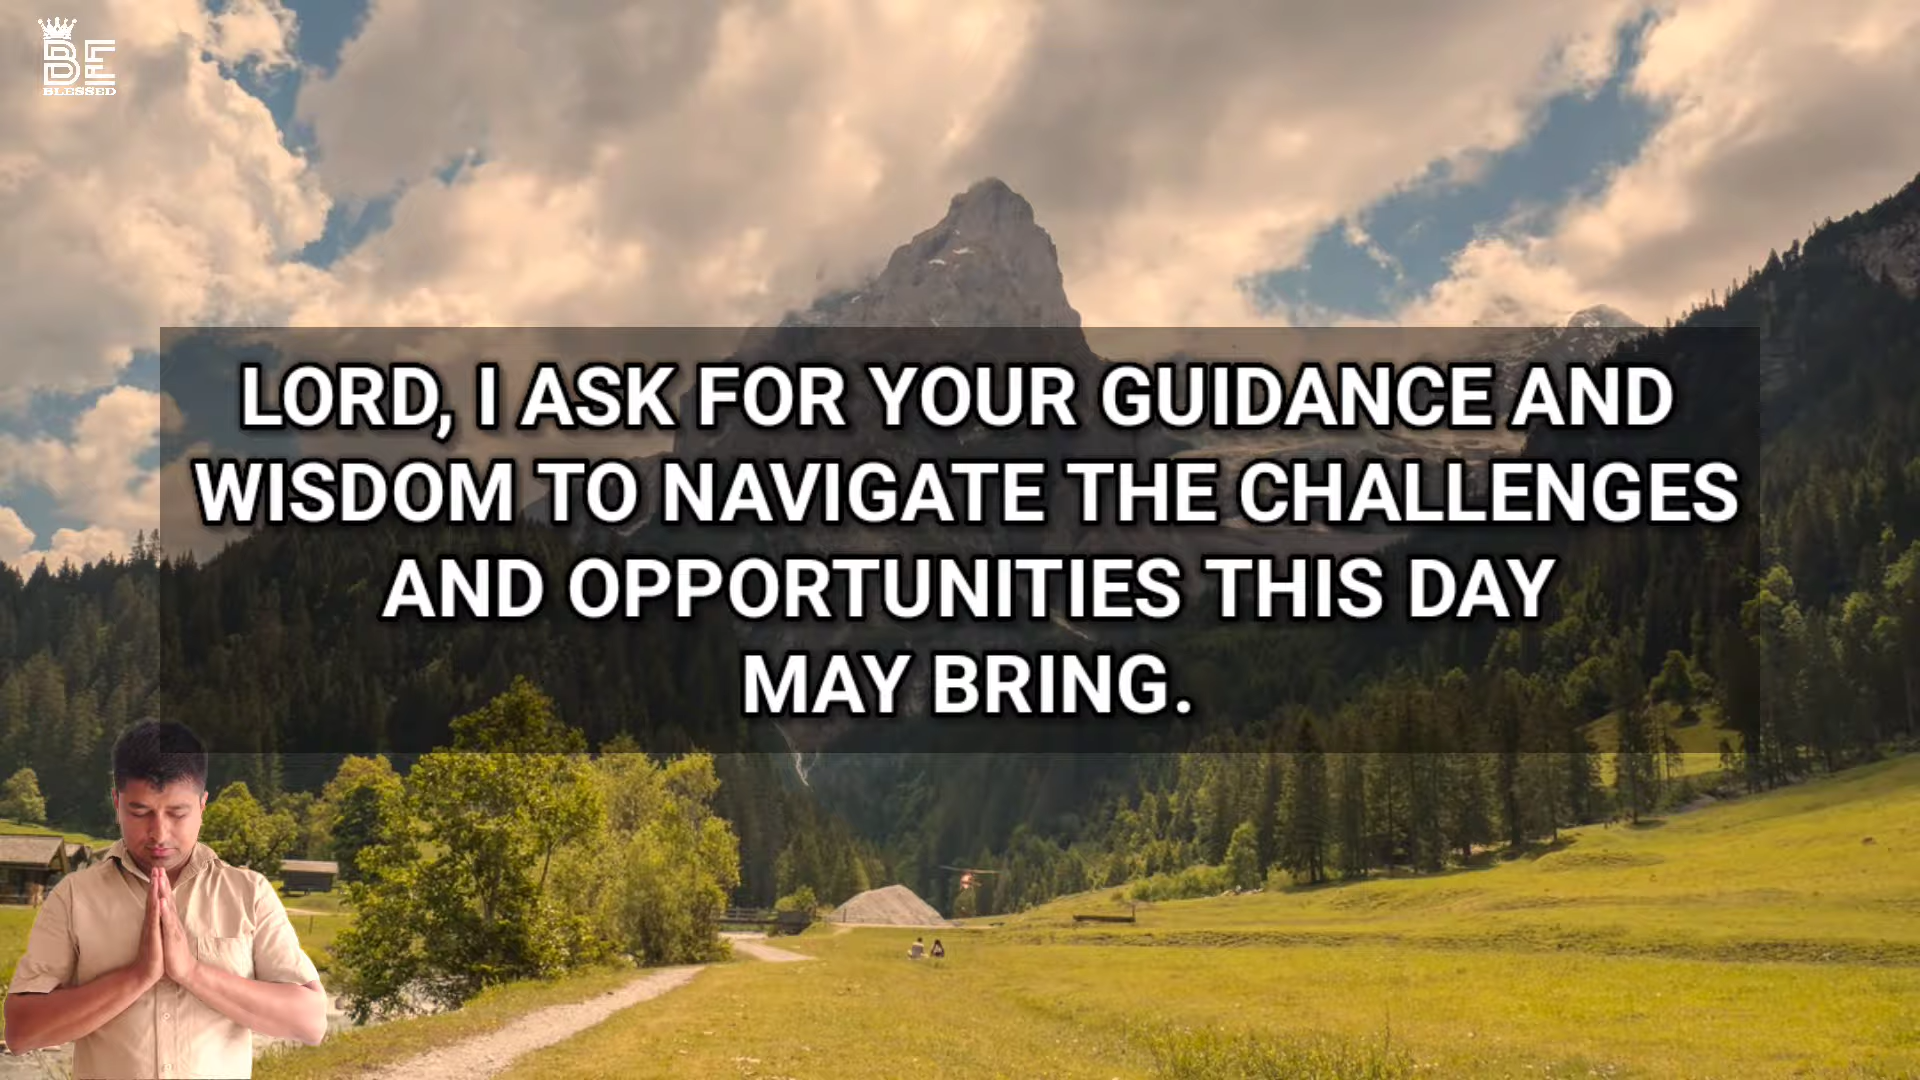 BE
BLESSED
LORD, I ASK FOR YOUR GUIDANCE AND
WISDOM TO NAVIGATE THE CHALLENGES
AND OPPORTUNITIES THIS DAY
MAY BRING.